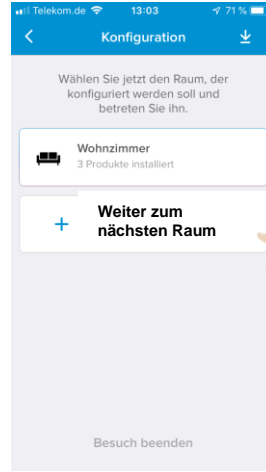 Telekom.de 13:03 71 %
Konfiguration
Wählen Sie jetzt den Raum, der
konfiguriert werden soll und
betreten Sie ihn.
Wohnzimmer
3 Produkte installiert
+ Weiter zum
nächsten Raum
Besuch beenden